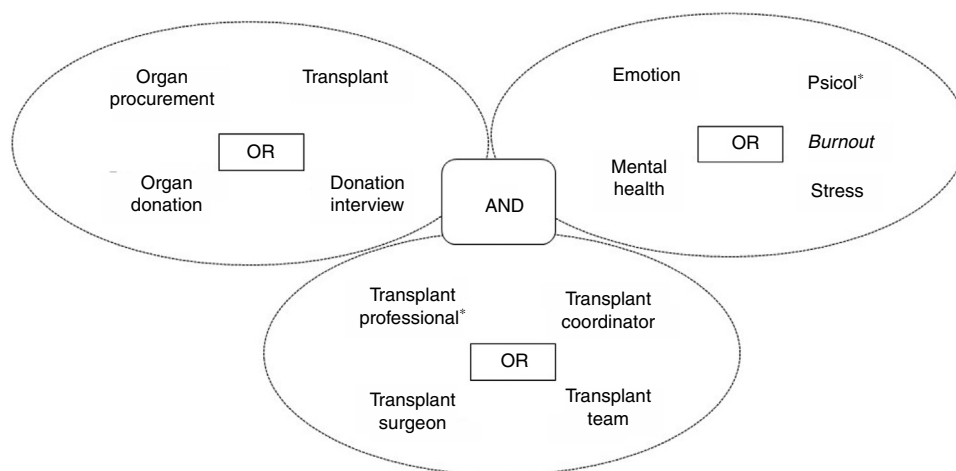 Organ
procurement
Transplant
OR
Organ
donation
Donation
interview
Emotion
Psicol*
OR
Burnout
Mental
health
Stress
AND
Transplant
professional*
Transplant
coordinator
OR
Transplant
surgeon
Transplant
team